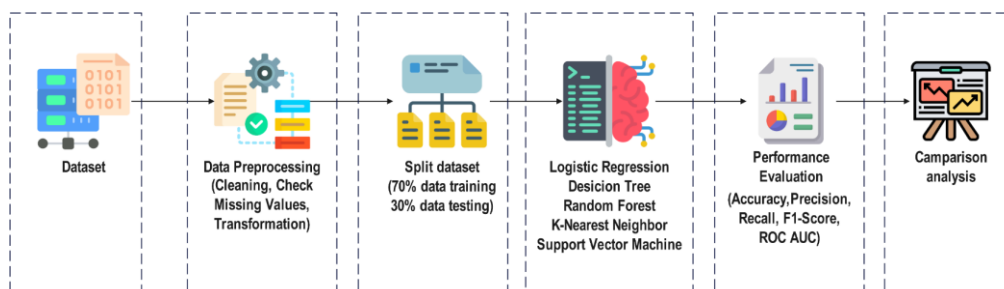 0101
0101
0101
Dataset
Data Preprocessing
(Cleaning, Check
Missing Values,
Transformation)
Split dataset
(70% data training
30% data testing)
Logistic Regression
Desicion Tree
Random Forest
K-Nearest Neighbor
Support Vector Machine
Performance
Evaluation
(Accuracy,Precision,
Recall, F1-Score,
ROC AUC)
Camparison
analysis